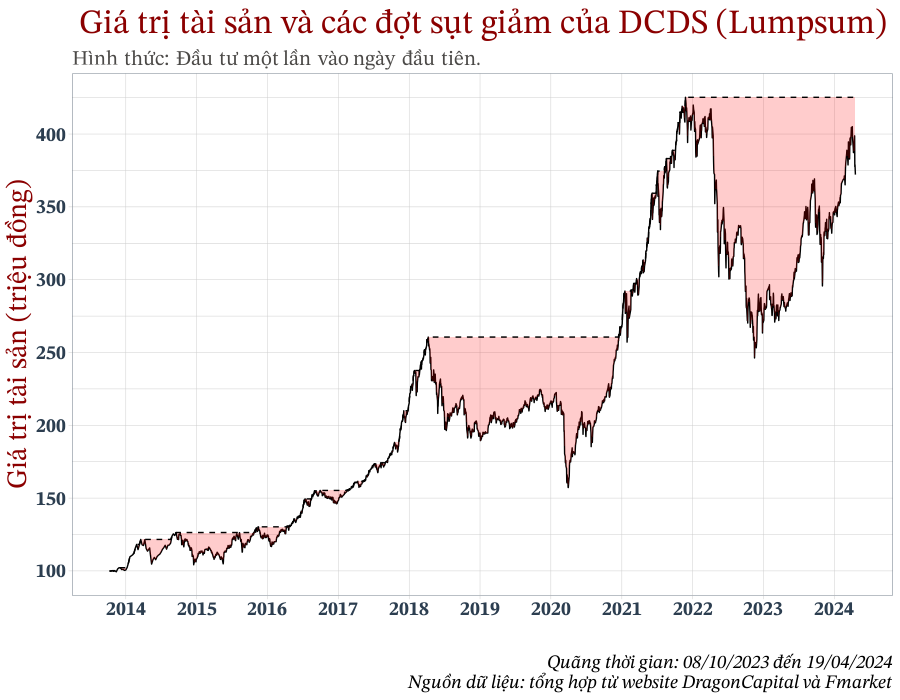 Giá trị tài sản và các đợt sụt giảm của DCDS (Lumpsum)
Hình thức: Đầu tư một lần vào ngày đầu tiên.
Giá trị tài sản (triệu đồng)
400
350
300
250
200
150
100
2014 2015 2016 2017 2018 2019 2020 2021 2022 2023 2024
Quãng thời gian: 08/10/2023 đến 19/04/2024
Nguồn dữ liệu: tổng hợp từ website DragonCapital và Fmarket